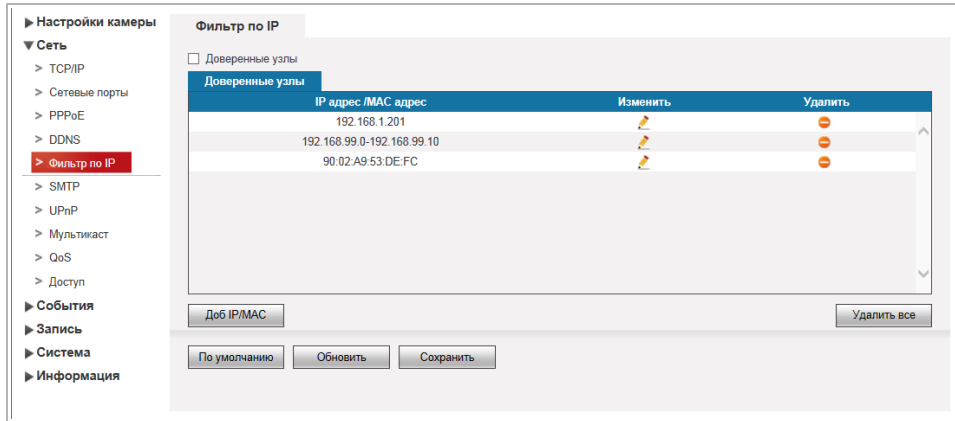 Настройки камеры
Сеть
> TCP/IP
> Сетевые порты
> PPPoE
> DDNS
> Фильтр по IP
> SMTP
> UPnP
> Мультикаст
> QoS
> Доступ
События
Запись
Система
Информация
Фильтр по IP
Доверенные узлы
Доверенные узлы
IP адрес /MAC адрес Изменить Удалить
192.168.1.201
192.168.99.0-192.168.99.10
90:02:A9:53:DE:FC
Доб IP/MAC Удалить все
По умолчанию Обновить Сохранить